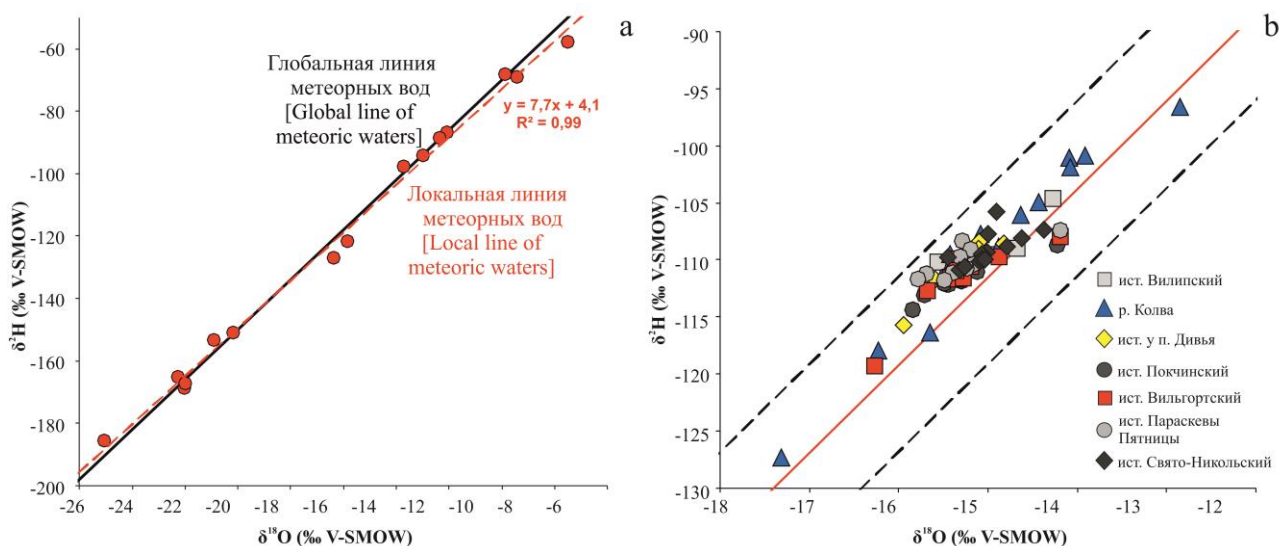 a
-60
-80
-100
-120
-140
-160
-180
-200
-26 -24 -22 -20 -18 -16 -14 -12 -10 -8 -6
δ²H (‰ V-SMOW)
δ¹⁸O (‰ V-SMOW)
Глобальная линия
метеорных вод
[Global line of
meteoric waters]
y = 7,7x + 4,1
R² = 0,99
Локальная линия
метеорных вод
[Local line of
meteoric waters]
b
-90
-95
-100
-105
-110
-115
-120
-125
-130
-18 -17 -16 -15 -14 -13 -12
δ²H (‰ V-SMOW)
δ¹⁸O (‰ V-SMOW)
ист. Вилипский
р. Колва
ист. у п. Дивья
ист. Покчинский
ист. Вильгортский
ист. Параскевы
Пятницы
ист. Свято-Никольский